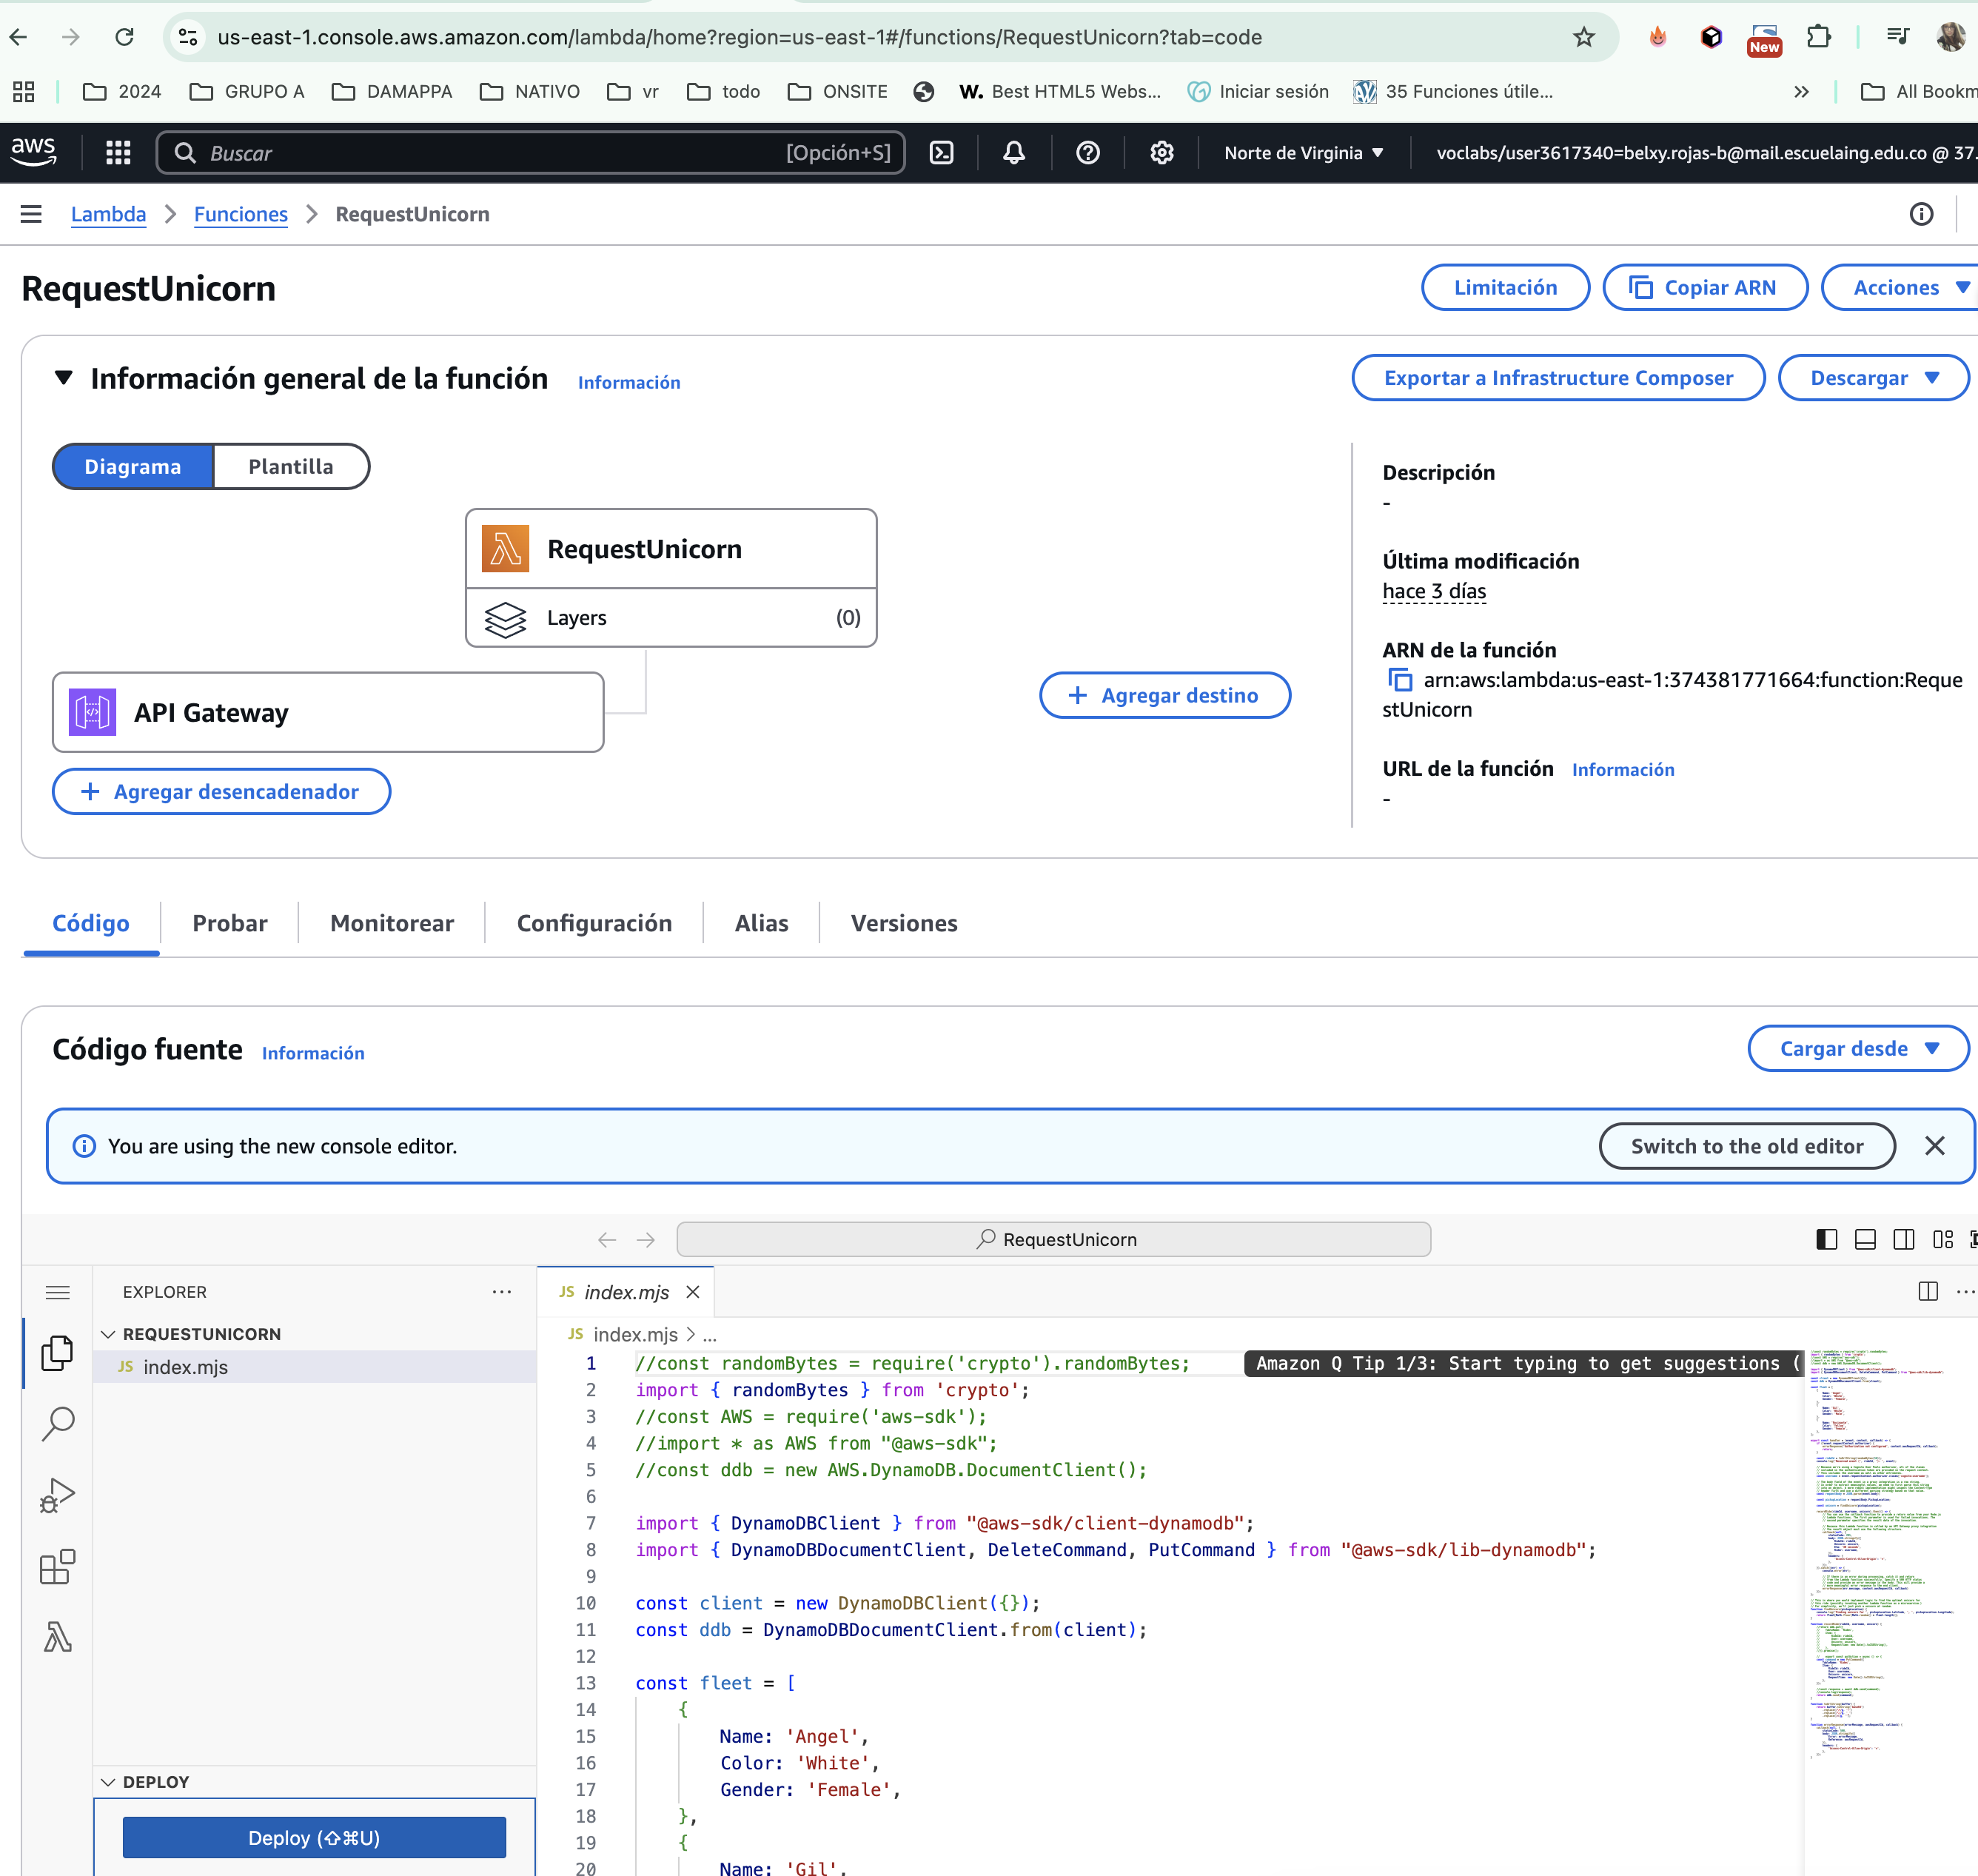 us-east-1.console.aws.amazon.com/lambda/home?region=us-east-1#/functions/RequestUnicorn?tab=code
New
2024
GRUPO A
DAMAPPA
NATIVO
vr
todo
ONSITE
W. Best HTML5 Webs...
Iniciar sesión
35 Funciones útile...
All Bookm
aws
Buscar
[Opción+S]
Norte de Virginia
voclabs/user3617340=belxy.rojas-b@mail.escuelaing.edu.co @ 37.
Lambda
Funciones
RequestUnicorn
RequestUnicorn
Limitación
Copiar ARN
Acciones
Información general de la función
Información
Exportar a Infrastructure Composer
Descargar
Diagrama
Plantilla
RequestUnicorn
Layers
(0)
API Gateway
+ Agregar destino
+ Agregar desencadenador
Descripción
-
Última modificación
hace 3 días
ARN de la función
arn:aws:lambda:us-east-1:374381771664:function:Reque
stUnicorn
URL de la función
Información
-
Código
Probar
Monitorear
Configuración
Alias
Versiones
Código fuente
Información
Cargar desde
You are using the new console editor.
Switch to the old editor
RequestUnicorn
EXPLORER
REQUESTUNICORN
JS index.mjs
DEPLOY
Deploy (⇧⌘U)
JS index.mjs
JS index.mjs > ...
1 //const randomBytes = require('crypto').randomBytes;
Amazon Q Tip 1/3: Start typing to get suggestions (
2 import { randomBytes } from 'crypto';
3 //const AWS = require('aws-sdk');
4 //import * as AWS from "@aws-sdk";
5 //const ddb = new AWS.DynamoDB.DocumentClient();
6
7 import { DynamoDBClient } from "@aws-sdk/client-dynamodb";
8 import { DynamoDBDocumentClient, DeleteCommand, PutCommand } from "@aws-sdk/lib-dynamodb";
9
10 const client = new DynamoDBClient({});
11 const ddb = DynamoDBDocumentClient.from(client);
12
13 const fleet = [
14 {
15 Name: 'Angel',
16 Color: 'White',
17 Gender: 'Female',
18 },
19 {
20 Name: 'Gil',